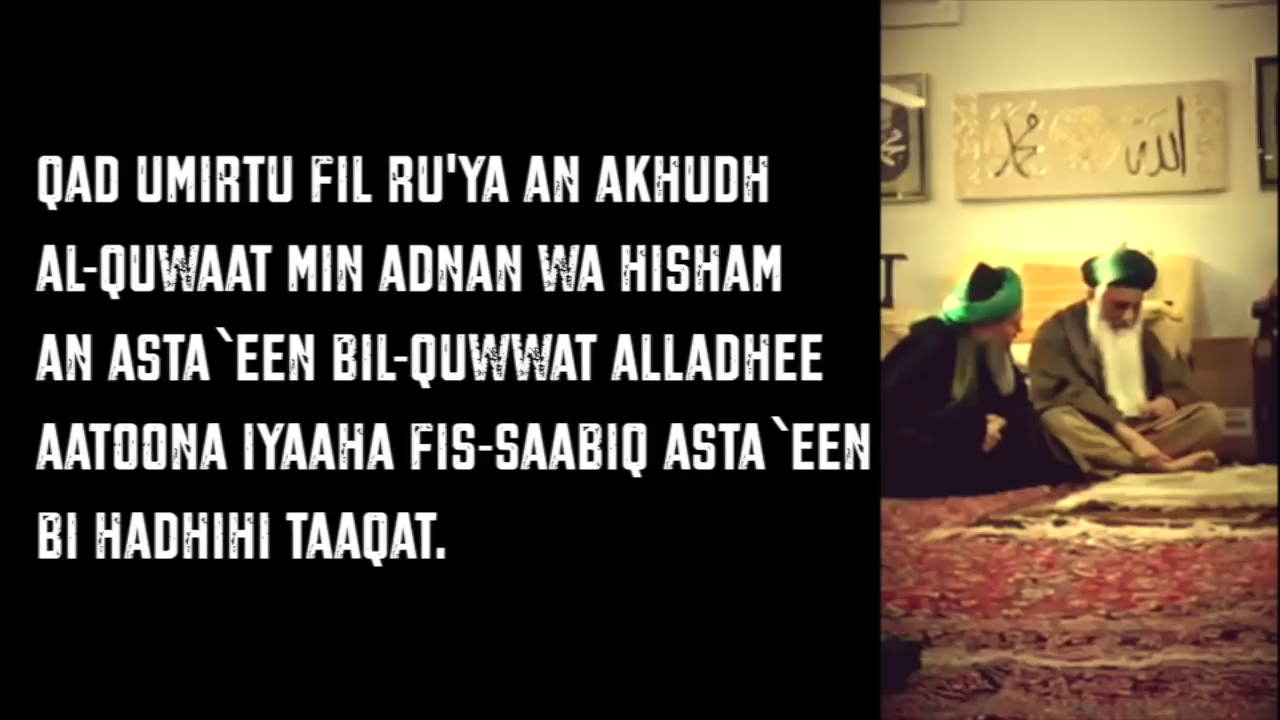 QAD UMIRTU FIL RU'YA AN AKHUDH
AL-QUWAAT MIN ADNAN WA HISHAM
AN ASTA`EEN BIL-QUWWAT ALLADHEE
AATOONA IYAAHA FIS-SAABIQ ASTA`EEN
BI HADHIHI TAAQAT.
محمد الله